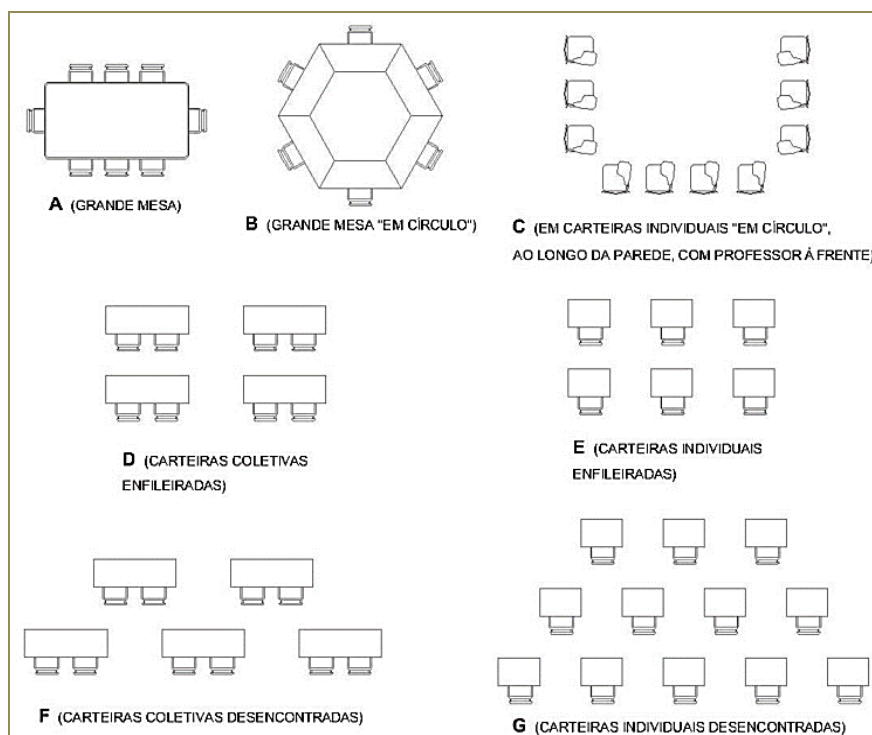 A (GRANDE MESA)
B (GRANDE MESA "EM CÍRCULO")
C (EM CARTEIRAS INDIVIDUAIS "EM CÍRCULO",
AO LONGO DA PAREDE, COM PROFESSOR Á FRENTE)
D (CARTEIRAS COLETIVAS
ENFILEIRADAS)
E (CARTEIRAS INDIVIDUAIS
ENFILEIRADAS)
F (CARTEIRAS COLETIVAS DESENCONTRADAS)
G (CARTEIRAS INDIVIDUAIS DESENCONTRADAS)